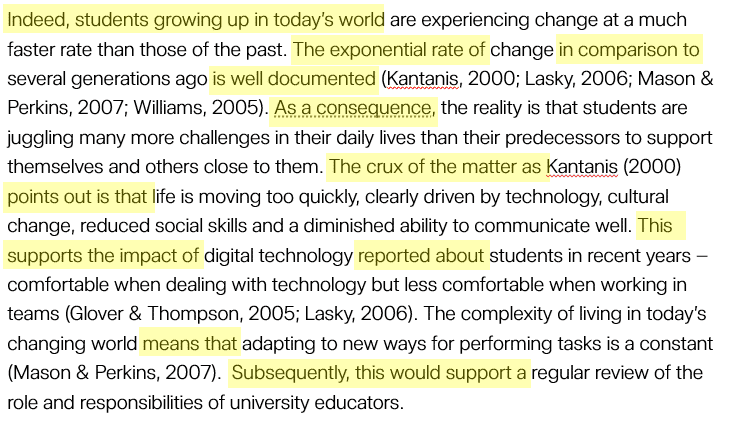 Indeed, students growing up in today's world are experiencing change at a much
faster rate than those of the past. The exponential rate of change in comparison to
several generations ago is well documented (Kantanis, 2000; Lasky, 2006; Mason &
Perkins, 2007; Williams, 2005). As a consequence, the reality is that students are
juggling many more challenges in their daily lives than their predecessors to support
themselves and others close to them. The crux of the matter as Kantanis (2000)
points out is that life is moving too quickly, clearly driven by technology, cultural
change, reduced social skills and a diminished ability to communicate well. This
supports the impact of digital technology reported about students in recent years –
comfortable when dealing with technology but less comfortable when working in
teams (Glover & Thompson, 2005; Lasky, 2006). The complexity of living in today's
changing world means that adapting to new ways for performing tasks is a constant
(Mason & Perkins, 2007). Subsequently, this would support a regular review of the
role and responsibilities of university educators.